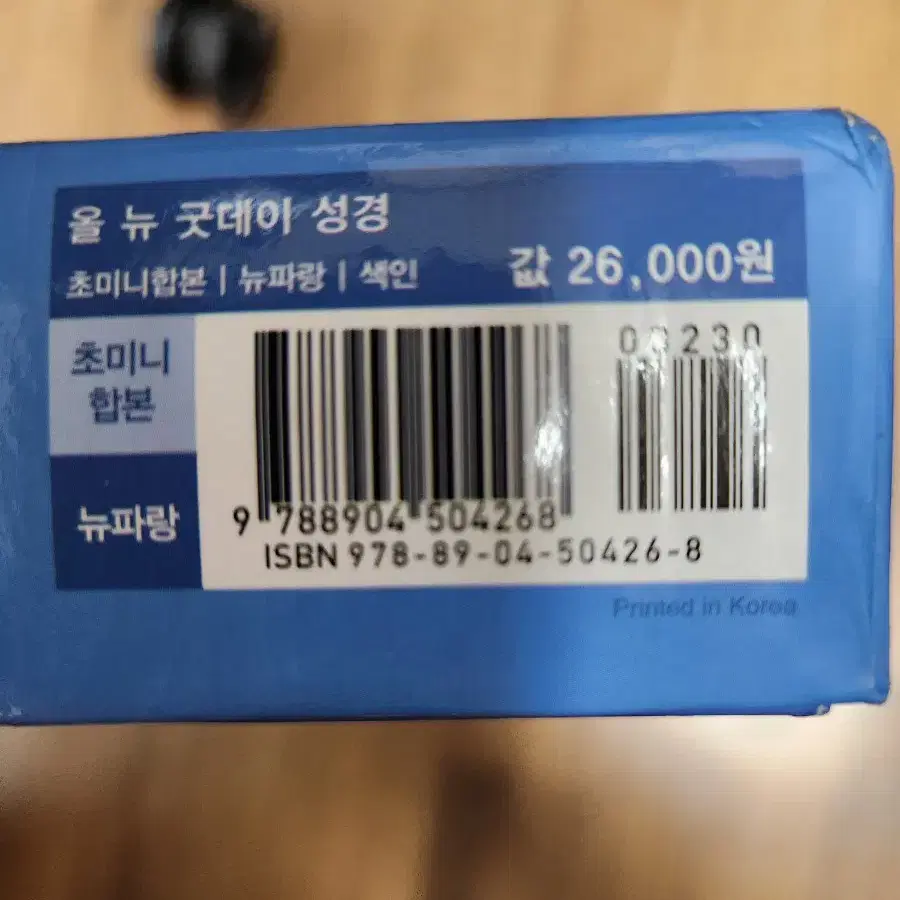 올 뉴 굿데이 성경
초미니합본 | 뉴파랑 | 색인
값 26,000원
초미니
합본
뉴파랑
03230
9 788904 504268
ISBN 978-89-04-50426-8
Printed in Korea